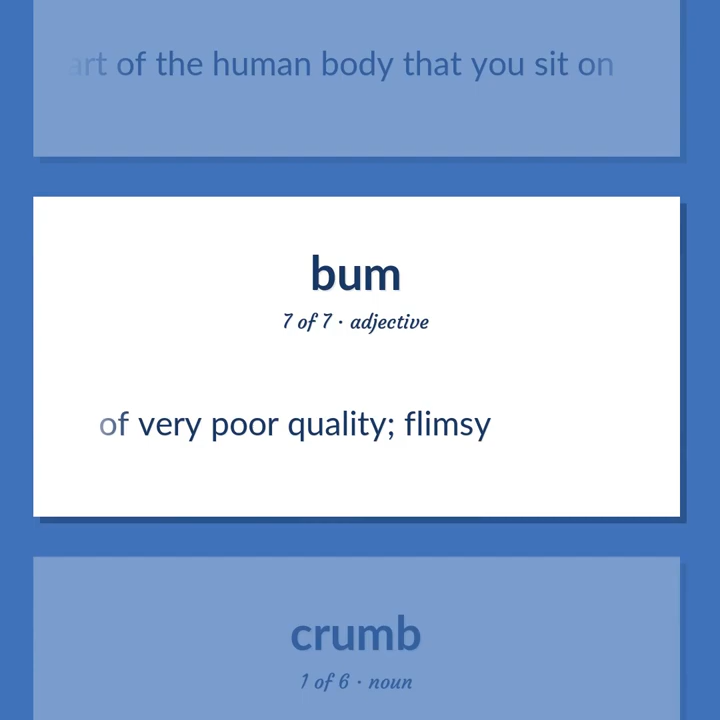 art of the human body that you sit on
bum
7 of 7 · adjective
of very poor quality; flimsy
crumb
1 of 6 · noun